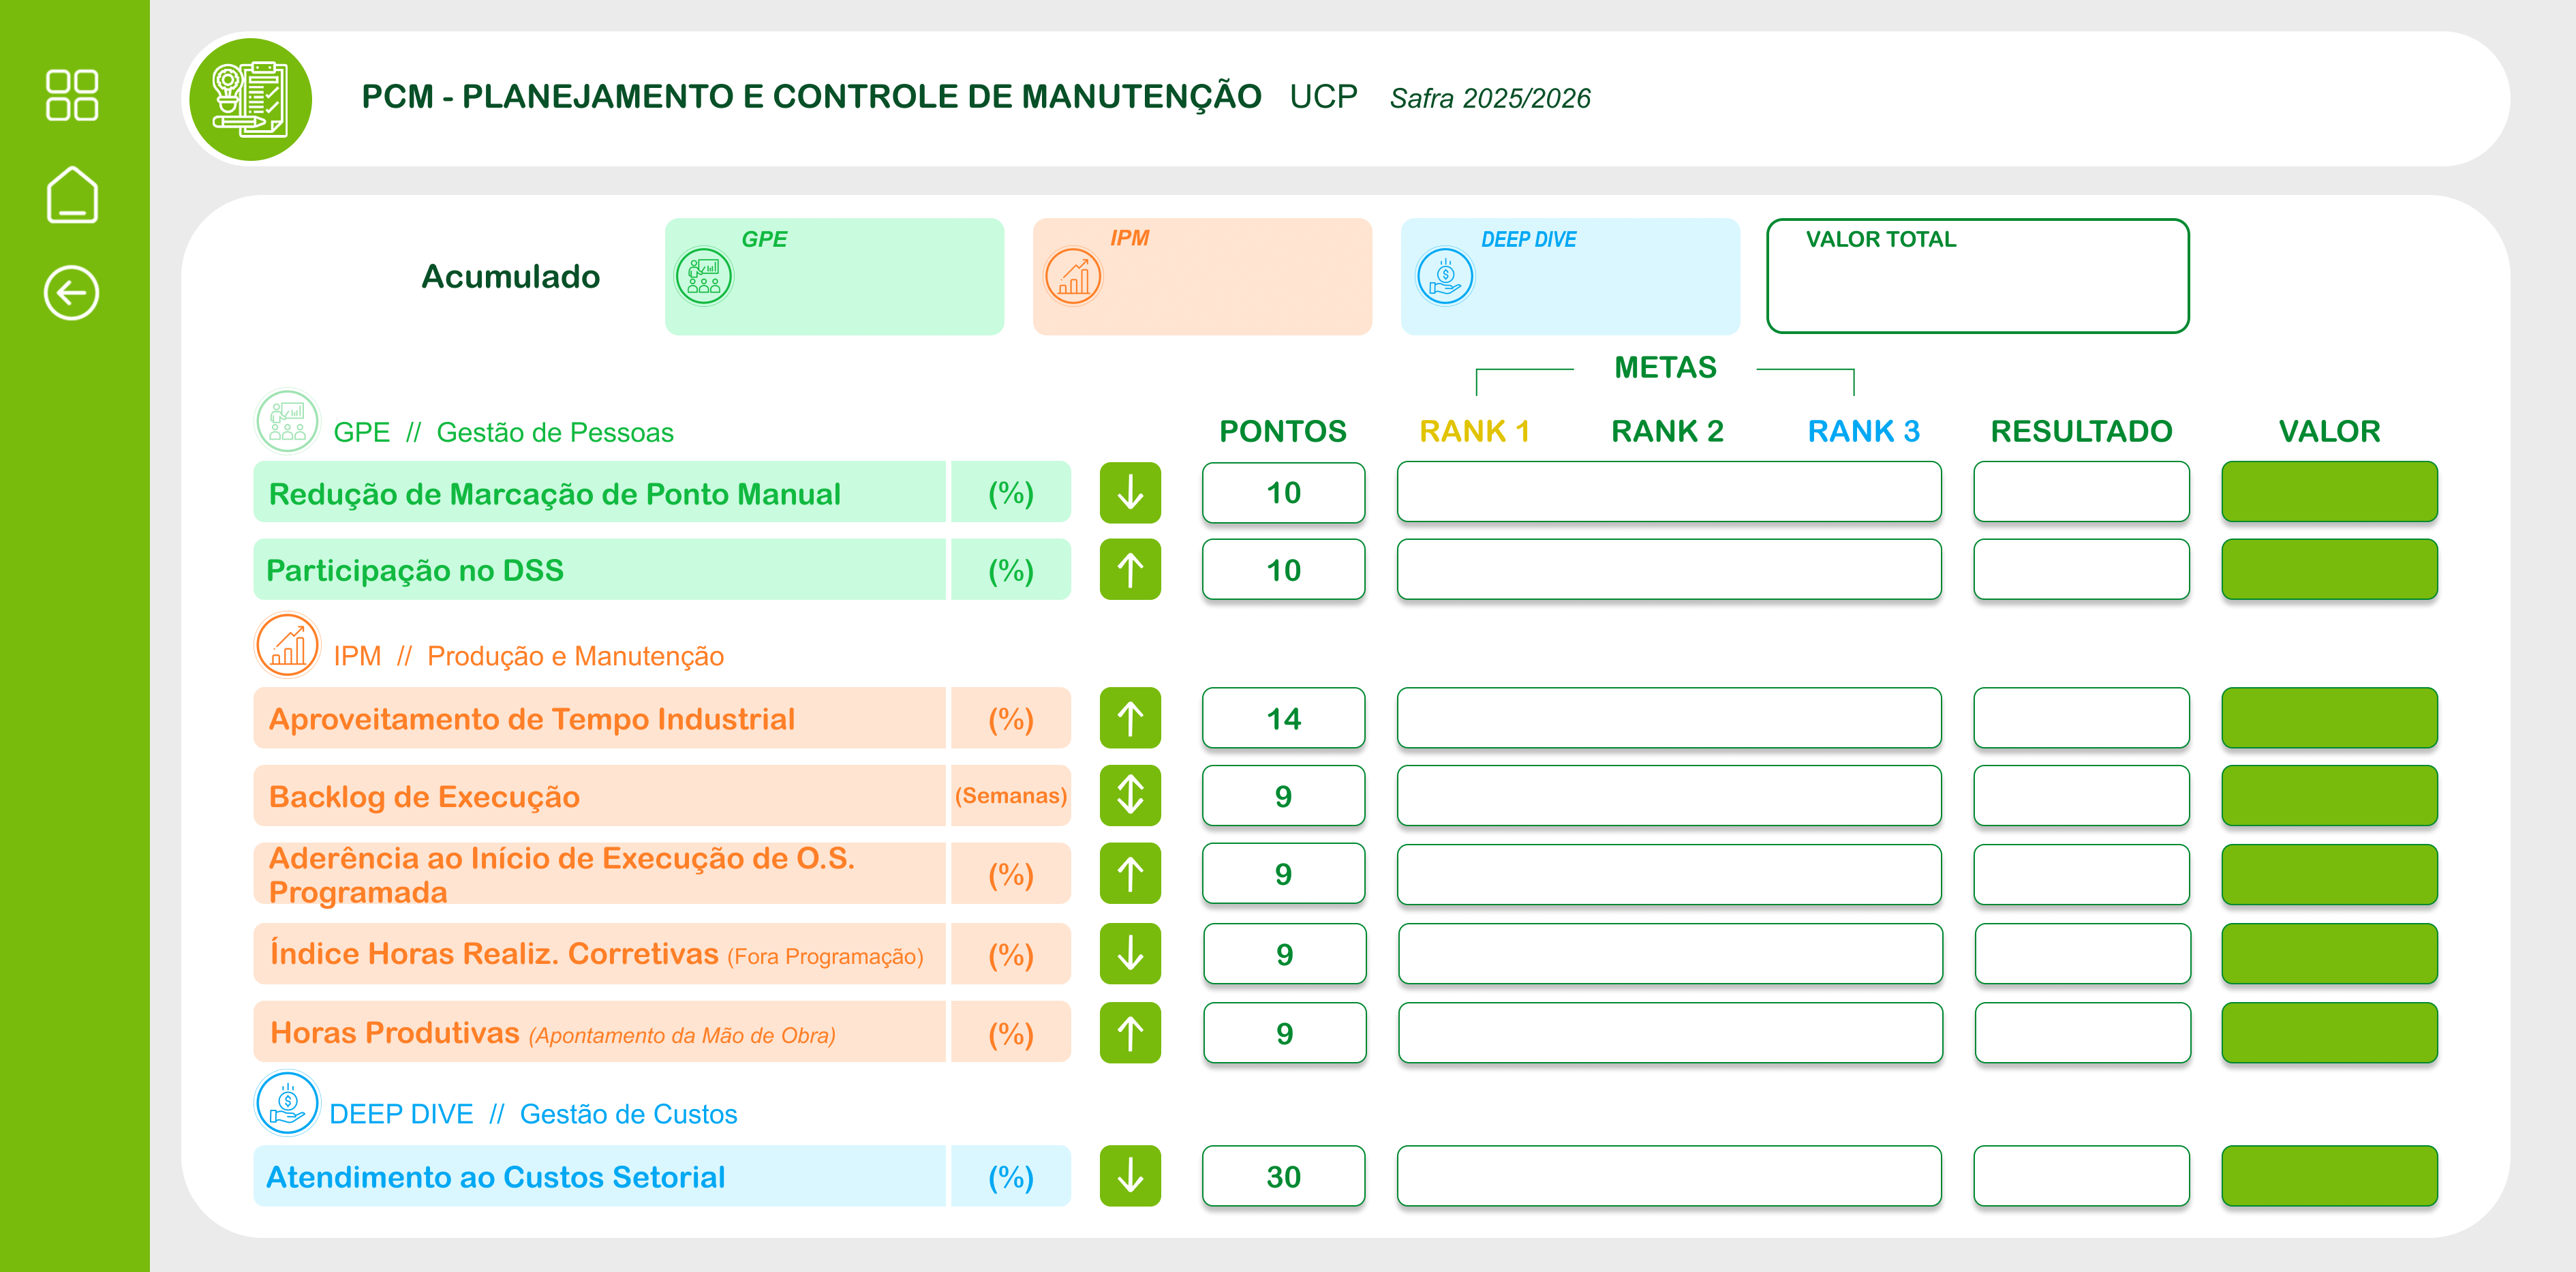 PCM - PLANEJAMENTO E CONTROLE DE MANUTENÇÃO UCP Safra 2025/2026
Acumulado
GPE
IPM
DEEP DIVE
VALOR TOTAL
METAS
GPE // Gestão de Pessoas PONTOS RANK 1 RANK 2 RANK 3 RESULTADO VALOR
Redução de Marcação de Ponto Manual (%) 10
Participação no DSS (%) 10
IPM // Produção e Manutenção
Aproveitamento de Tempo Industrial (%) 14
Backlog de Execução (Semanas) 9
Aderência ao Início de Execução de O.S.
Programada (%) 9
Índice Horas Realiz. Corretivas (Fora Programação) (%) 9
Horas Produtivas (Apontamento da Mão de Obra) (%) 9
DEEP DIVE // Gestão de Custos
Atendimento ao Custos Setorial (%) 30